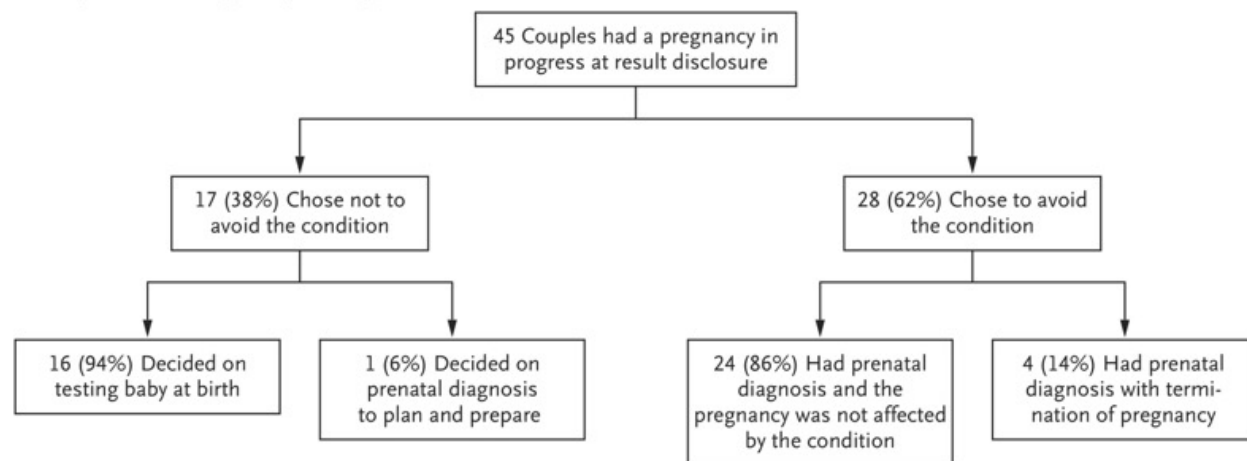 45 Couples had a pregnancy in
progress at result disclosure
17 (38%) Chose not to
avoid the condition
28 (62%) Chose to avoid
the condition
16 (94%) Decided on
testing baby at birth
1 (6%) Decided on
prenatal diagnosis
to plan and prepare
24 (86%) Had prenatal
diagnosis and the
pregnancy was not affected
by the condition
4 (14%) Had prenatal
diagnosis with termi-
nation of pregnancy